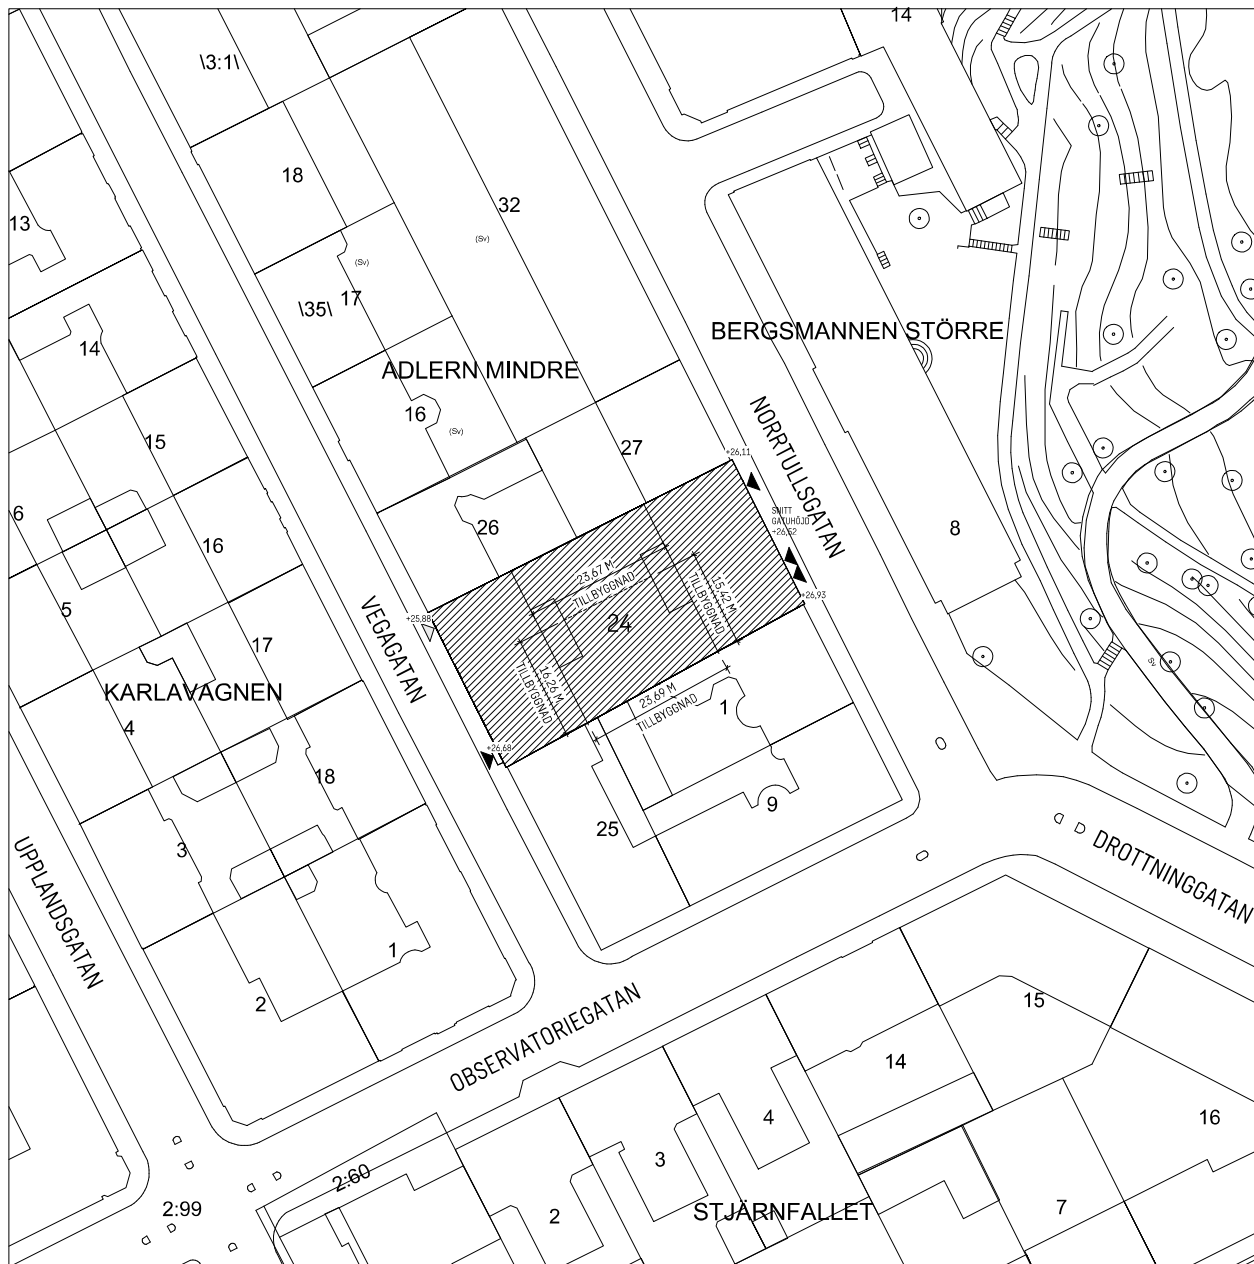 14
\3:1\
18
32
13
(Sv)
(Sv)
\35\
17
BERGSMANNEN STÖRRE
14
ADLERN MINDRE
16
(Sv)
15
27
NORRTULLSGATAN
+26,11
6
SNITT
GATUHÖJD
+26,52
26
8
16
23,67 M
TILLBYGGNAD
15,42 M
TILLBYGGNAD
+26,93
5
VEGAGATAN
+25,88
24
17
Sv
KARLAVAGNEN
16,26 M
TILLBYGGNAD
23,69 M
TILLBYGGNAD
1
4
+26,68
18
9
25
3
UPPLANDSGATAN
DROTTNINGGATAN
1
2
OBSERVATORIEGATAN
15
14
4
16
3
2:60
2:99
2
STJÄRNFALLET
7